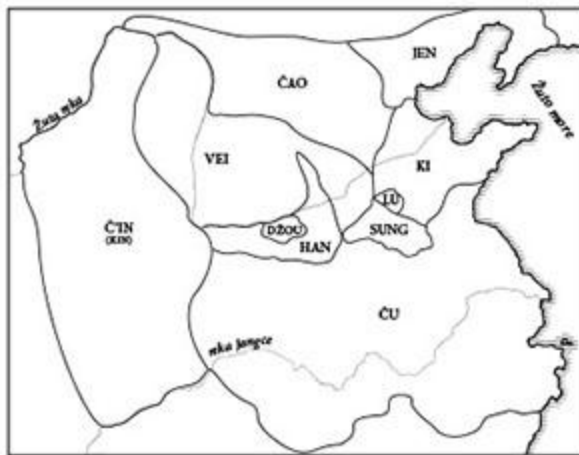 JEN
ČAO
Žuto more
Žuta rijeka
VEI
KI
LU
DŽOU
SUNG
HAN
Č'IN
(KIN)
ČU
rijeka Jangce